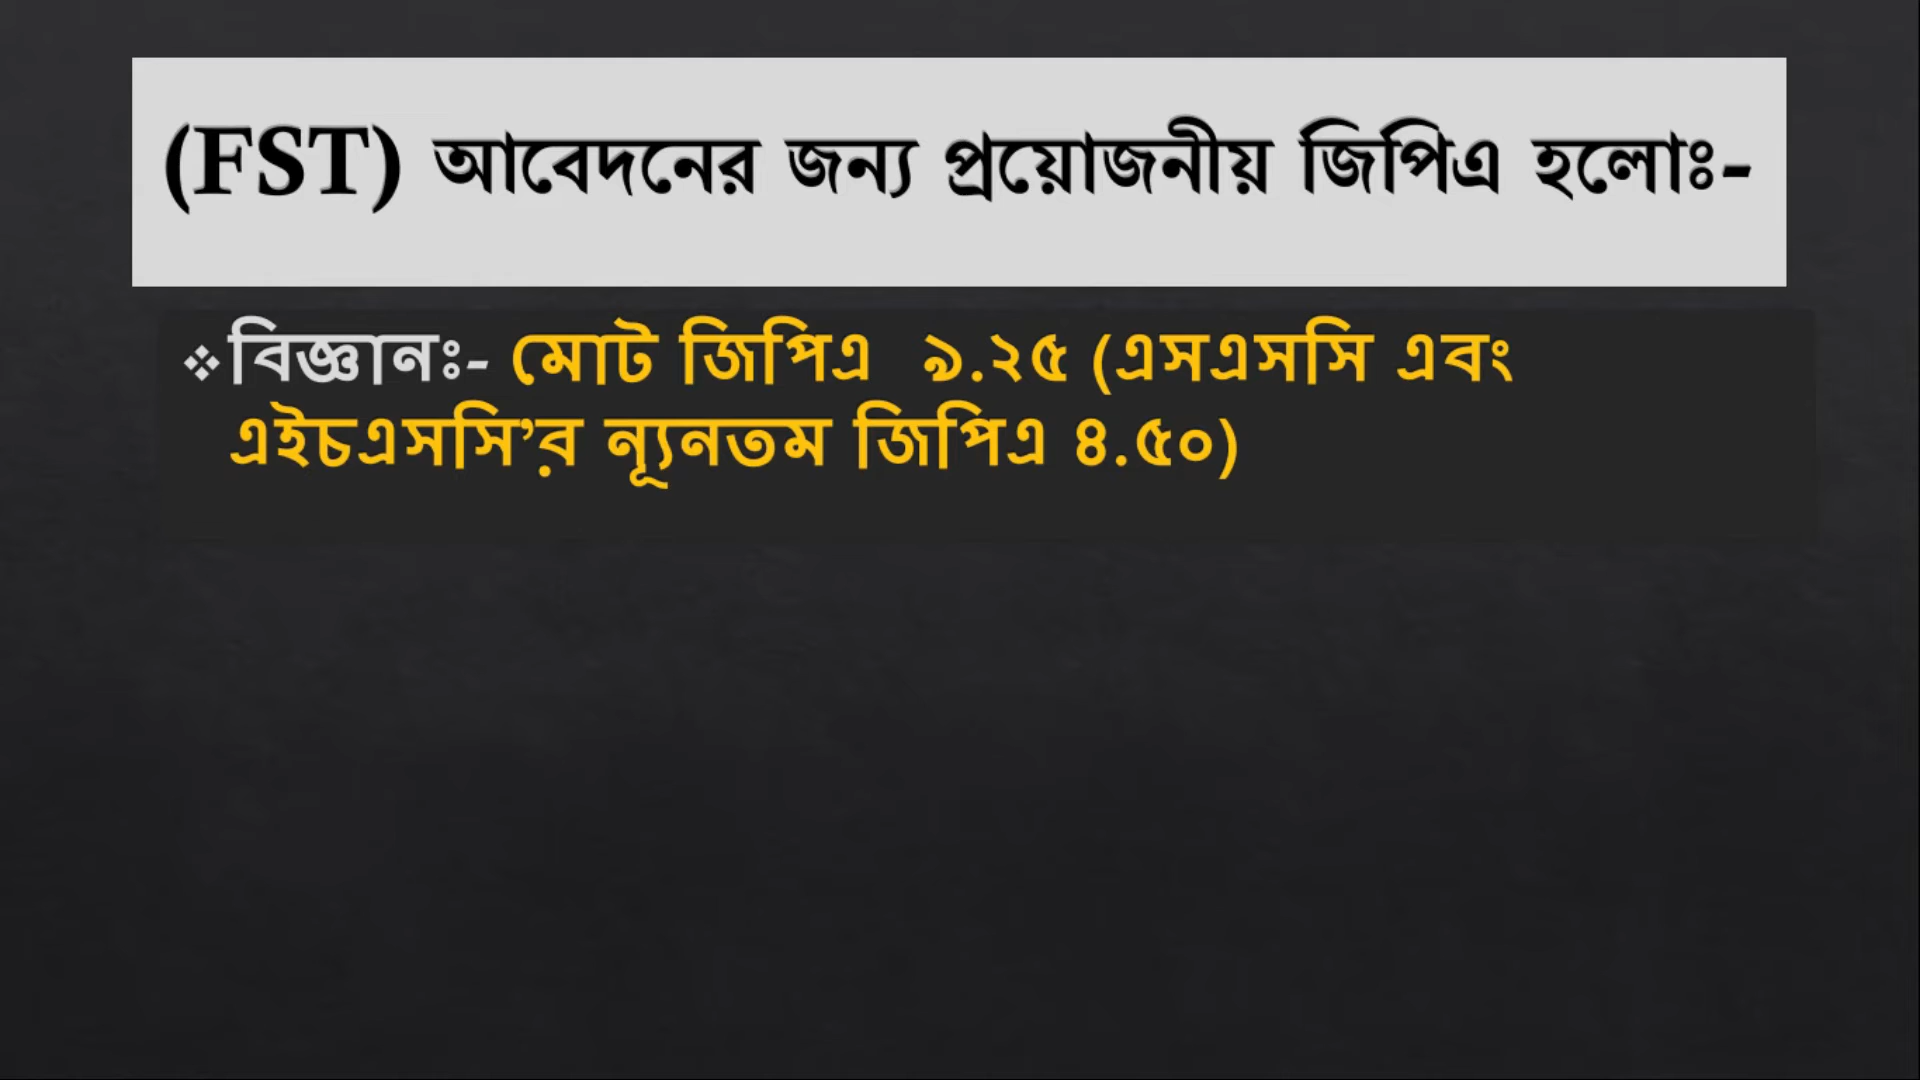 (FST) আবেদনের জন্য প্রয়োজনীয় জিপিএ হলোঃ-
❖বিজ্ঞানঃ- মোট জিপিএ ৯.২৫ (এসএসসি এবং
এইচএসসি’র ন্যূনতম জিপিএ ৪.৫০)